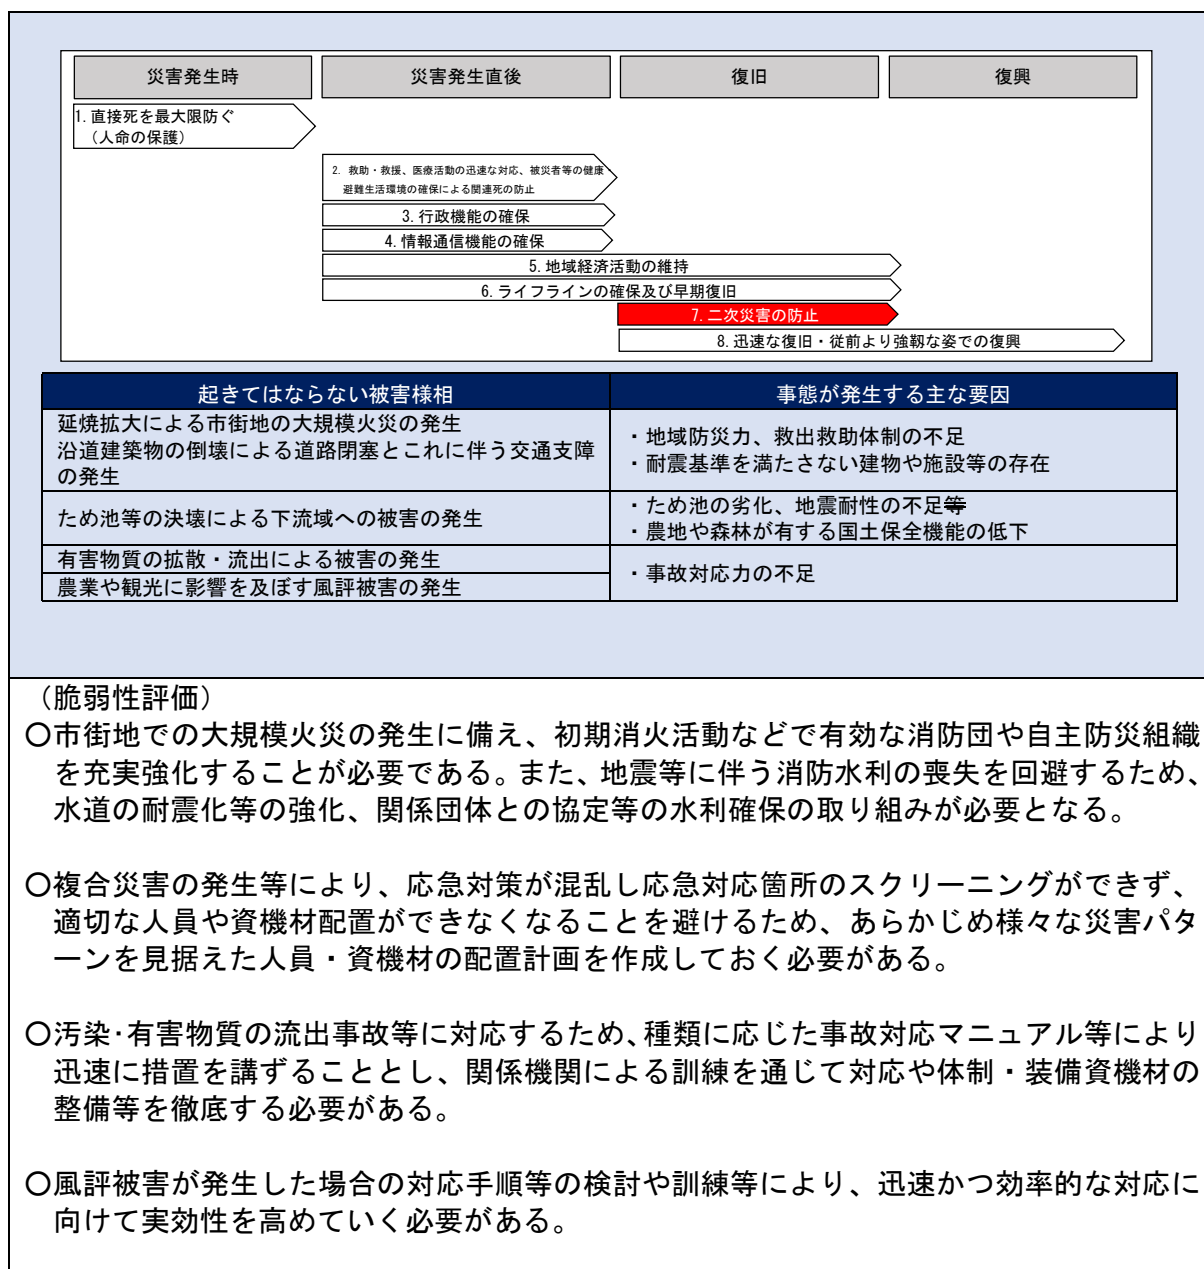 災害発生時
災害発生直後
復旧
復興
1. 直接死を最大限防ぐ
（人命の保護）
2. 救助・救援、医療活動の迅速な対応、被災者等の健康・
避難生活環境の確保による関連死の防止
3. 行政機能の確保
4. 情報通信機能の確保
5. 地域経済活動の維持
6. ライフラインの確保及び早期復旧
7. 二次災害の防止
8. 迅速な復旧・従前より強靱な姿での復興
起きてはならない被害様相
事態が発生する主な要因
延焼拡大による市街地の大規模火災の発生
沿道建築物の倒壊による道路閉塞とこれに伴う交通支障
の発生
・地域防災力、救出救助体制の不足
・耐震基準を満たさない建物や施設等の存在
ため池等の決壊による下流域への被害の発生
・ため池の劣化、地震耐性の不足等
・農地や森林が有する国土保全機能の低下
有害物質の拡散・流出による被害の発生
農業や観光に影響を及ぼす風評被害の発生
・事故対応力の不足
（脆弱性評価）
〇市街地での大規模火災の発生に備え、初期消火活動などで有効な消防団や自主防災組織
を充実強化することが必要である。また、地震等に伴う消防水利の喪失を回避するため、
水道の耐震化等の強化、関係団体との協定等の水利確保の取り組みが必要となる。
〇複合災害の発生等により、応急対策が混乱し応急対応箇所のスクリーニングができず、
適切な人員や資機材配置ができなくなることを避けるため、あらかじめ様々な災害パタ
ーンを見据えた人員・資機材の配置計画を作成しておく必要がある。
〇汚染・有害物質の流出事故等に対応するため、種類に応じた事故対応マニュアル等により
迅速に措置を講ずることとし、関係機関による訓練を通じて対応や体制・装備資機材の
整備等を徹底する必要がある。
〇風評被害が発生した場合の対応手順等の検討や訓練等により、迅速かつ効率的な対応に
向けて実効性を高めていく必要がある。